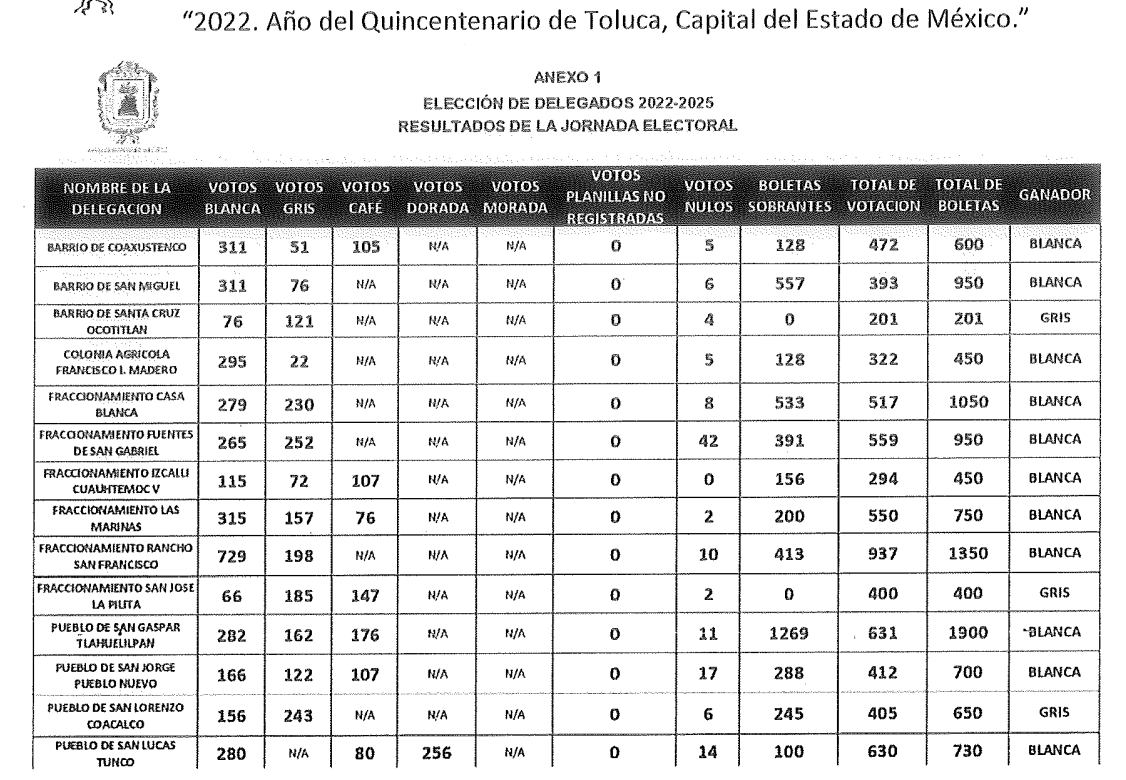 “2022. Año del Quincentenario de Toluca, Capital del Estado de México.”
ANEXO 1
ELECCIÓN DE DELEGADOS 2022-2025
RESULTADOS DE LA JORNADA ELECTORAL
NOMBRE DE LA DELEGACION VOTOS BLANCA VOTOS GRIS VOTOS CAFÉ VOTOS DORADA VOTOS MORADA VOTOS PLANILLAS NO REGISTRADAS VOTOS NULOS BOLETAS SOBRANTES TOTAL DE VOTACION TOTAL DE BOLETAS GANADOR
BARRIO DE COAXUSTENCO 311 51 105 N/A N/A 0 5 128 472 600 BLANCA
BARRIO DE SAN MIGUEL 311 76 N/A N/A N/A 0 6 557 393 950 BLANCA
BARRIO DE SANTA CRUZ OCOTITLAN 76 121 N/A N/A N/A 0 4 0 201 201 GRIS
COLONIA AGRICOLA FRANCISCO I. MADERO 295 22 N/A N/A N/A 0 5 128 322 450 BLANCA
FRACCIONAMIENTO CASA BLANCA 279 230 N/A N/A N/A 0 8 533 517 1050 BLANCA
FRACCIONAMIENTO FUENTES DE SAN GABRIEL 265 252 N/A N/A N/A 0 42 391 559 950 BLANCA
FRACCIONAMIENTO IZCALLI CUAUHTEMOC V 115 72 107 N/A N/A 0 0 156 294 450 BLANCA
FRACCIONAMIENTO LAS MARINAS 315 157 76 N/A N/A 0 2 200 550 750 BLANCA
FRACCIONAMIENTO RANCHO SAN FRANCISCO 729 198 N/A N/A N/A 0 10 413 937 1350 BLANCA
FRACCIONAMIENTO SAN JOSE LA PILITA 66 185 147 N/A N/A 0 2 0 400 400 GRIS
PUEBLO DE SAN GASPAR TLAHUELILPAN 282 162 176 N/A N/A 0 11 1269 631 1900 BLANCA
PUEBLO DE SAN JORGE PUEBLO NUEVO 166 122 107 N/A N/A 0 17 288 412 700 BLANCA
PUEBLO DE SAN LORENZO COACALCO 156 243 N/A N/A N/A 0 6 245 405 650 GRIS
PUEBLO DE SAN LUCAS TUNCO 280 N/A 80 256 N/A 0 14 100 630 730 BLANCA